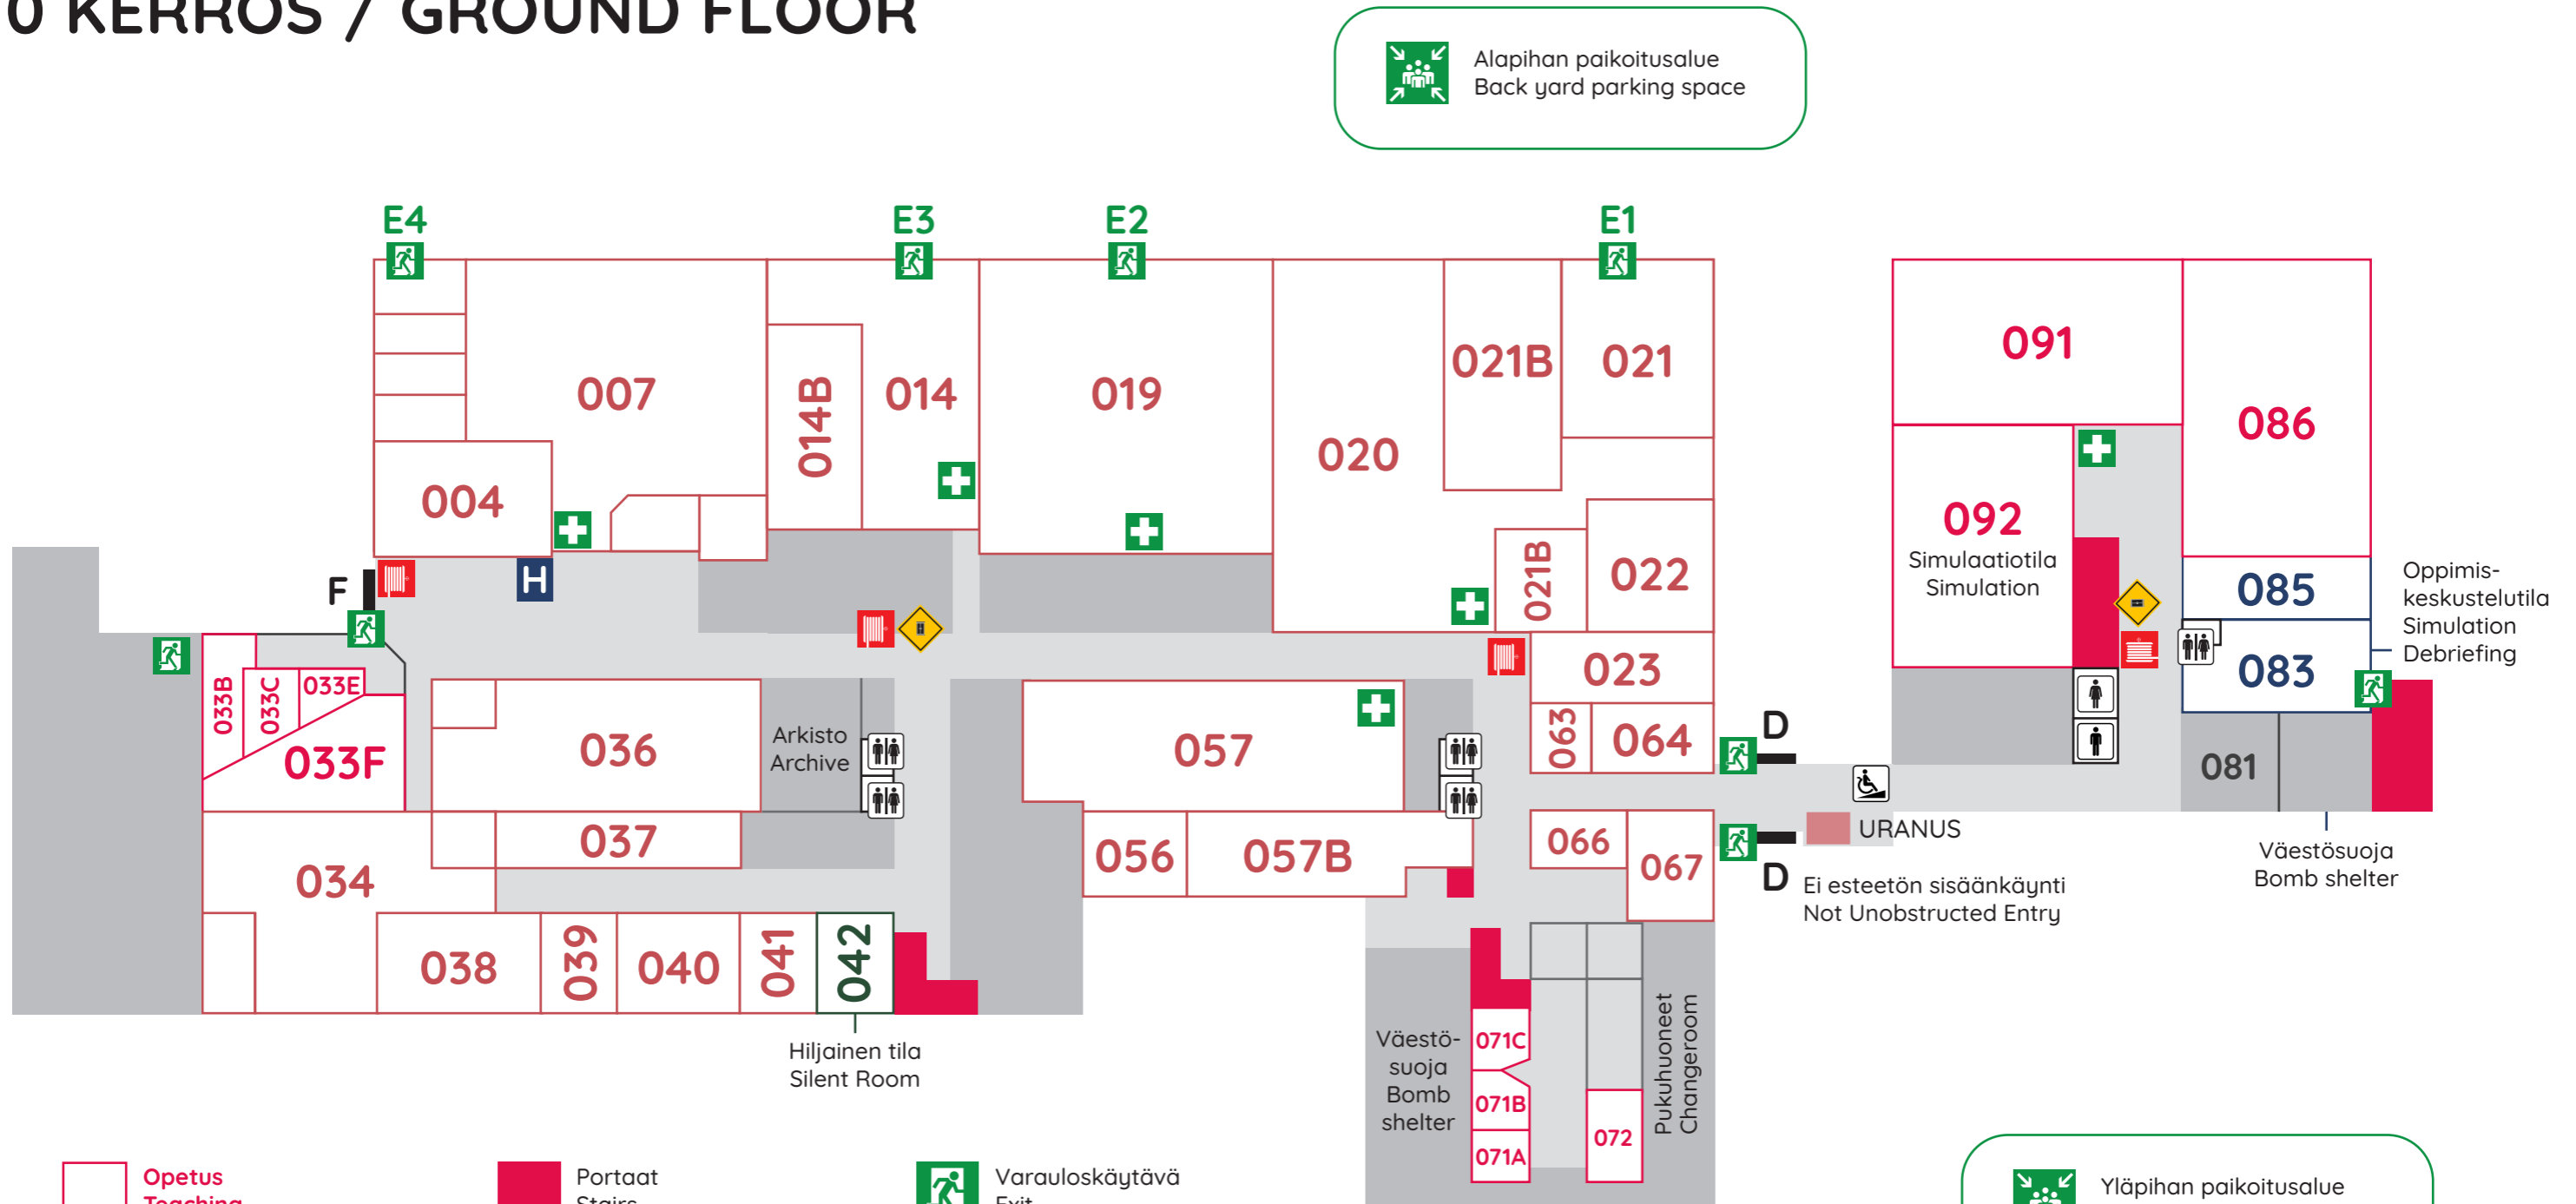 0 KERROS / GROUND FLOOR
Alapihan paikoitusalue
Back yard parking space
E4
E3
E2
E1
007
014B
014
019
020
021B
021
004
021B
022
023
063
064
F
H
033B
033C
033E
033F
036
Arkisto
Archive
037
034
038
039
040
041
042
Hiljainen tila
Silent Room
057
056
057B
066
067
D
D
URANUS
Ei esteetön sisäänkäynti
Not Unobstructed Entry
091
086
092
Simulaatiotila
Simulation
085
083
Oppimis-
keskustelutila
Simulation
Debriefing
081
Väestösuoja
Bomb shelter
Väestö-
suoja
Bomb
shelter
071C
071B
071A
072
Pukuhuoneet
Changeroom
Opetus
Teaching
Portaat
Stairs
Varauloskäytävä
Exit
Yläpihan paikoitusalue